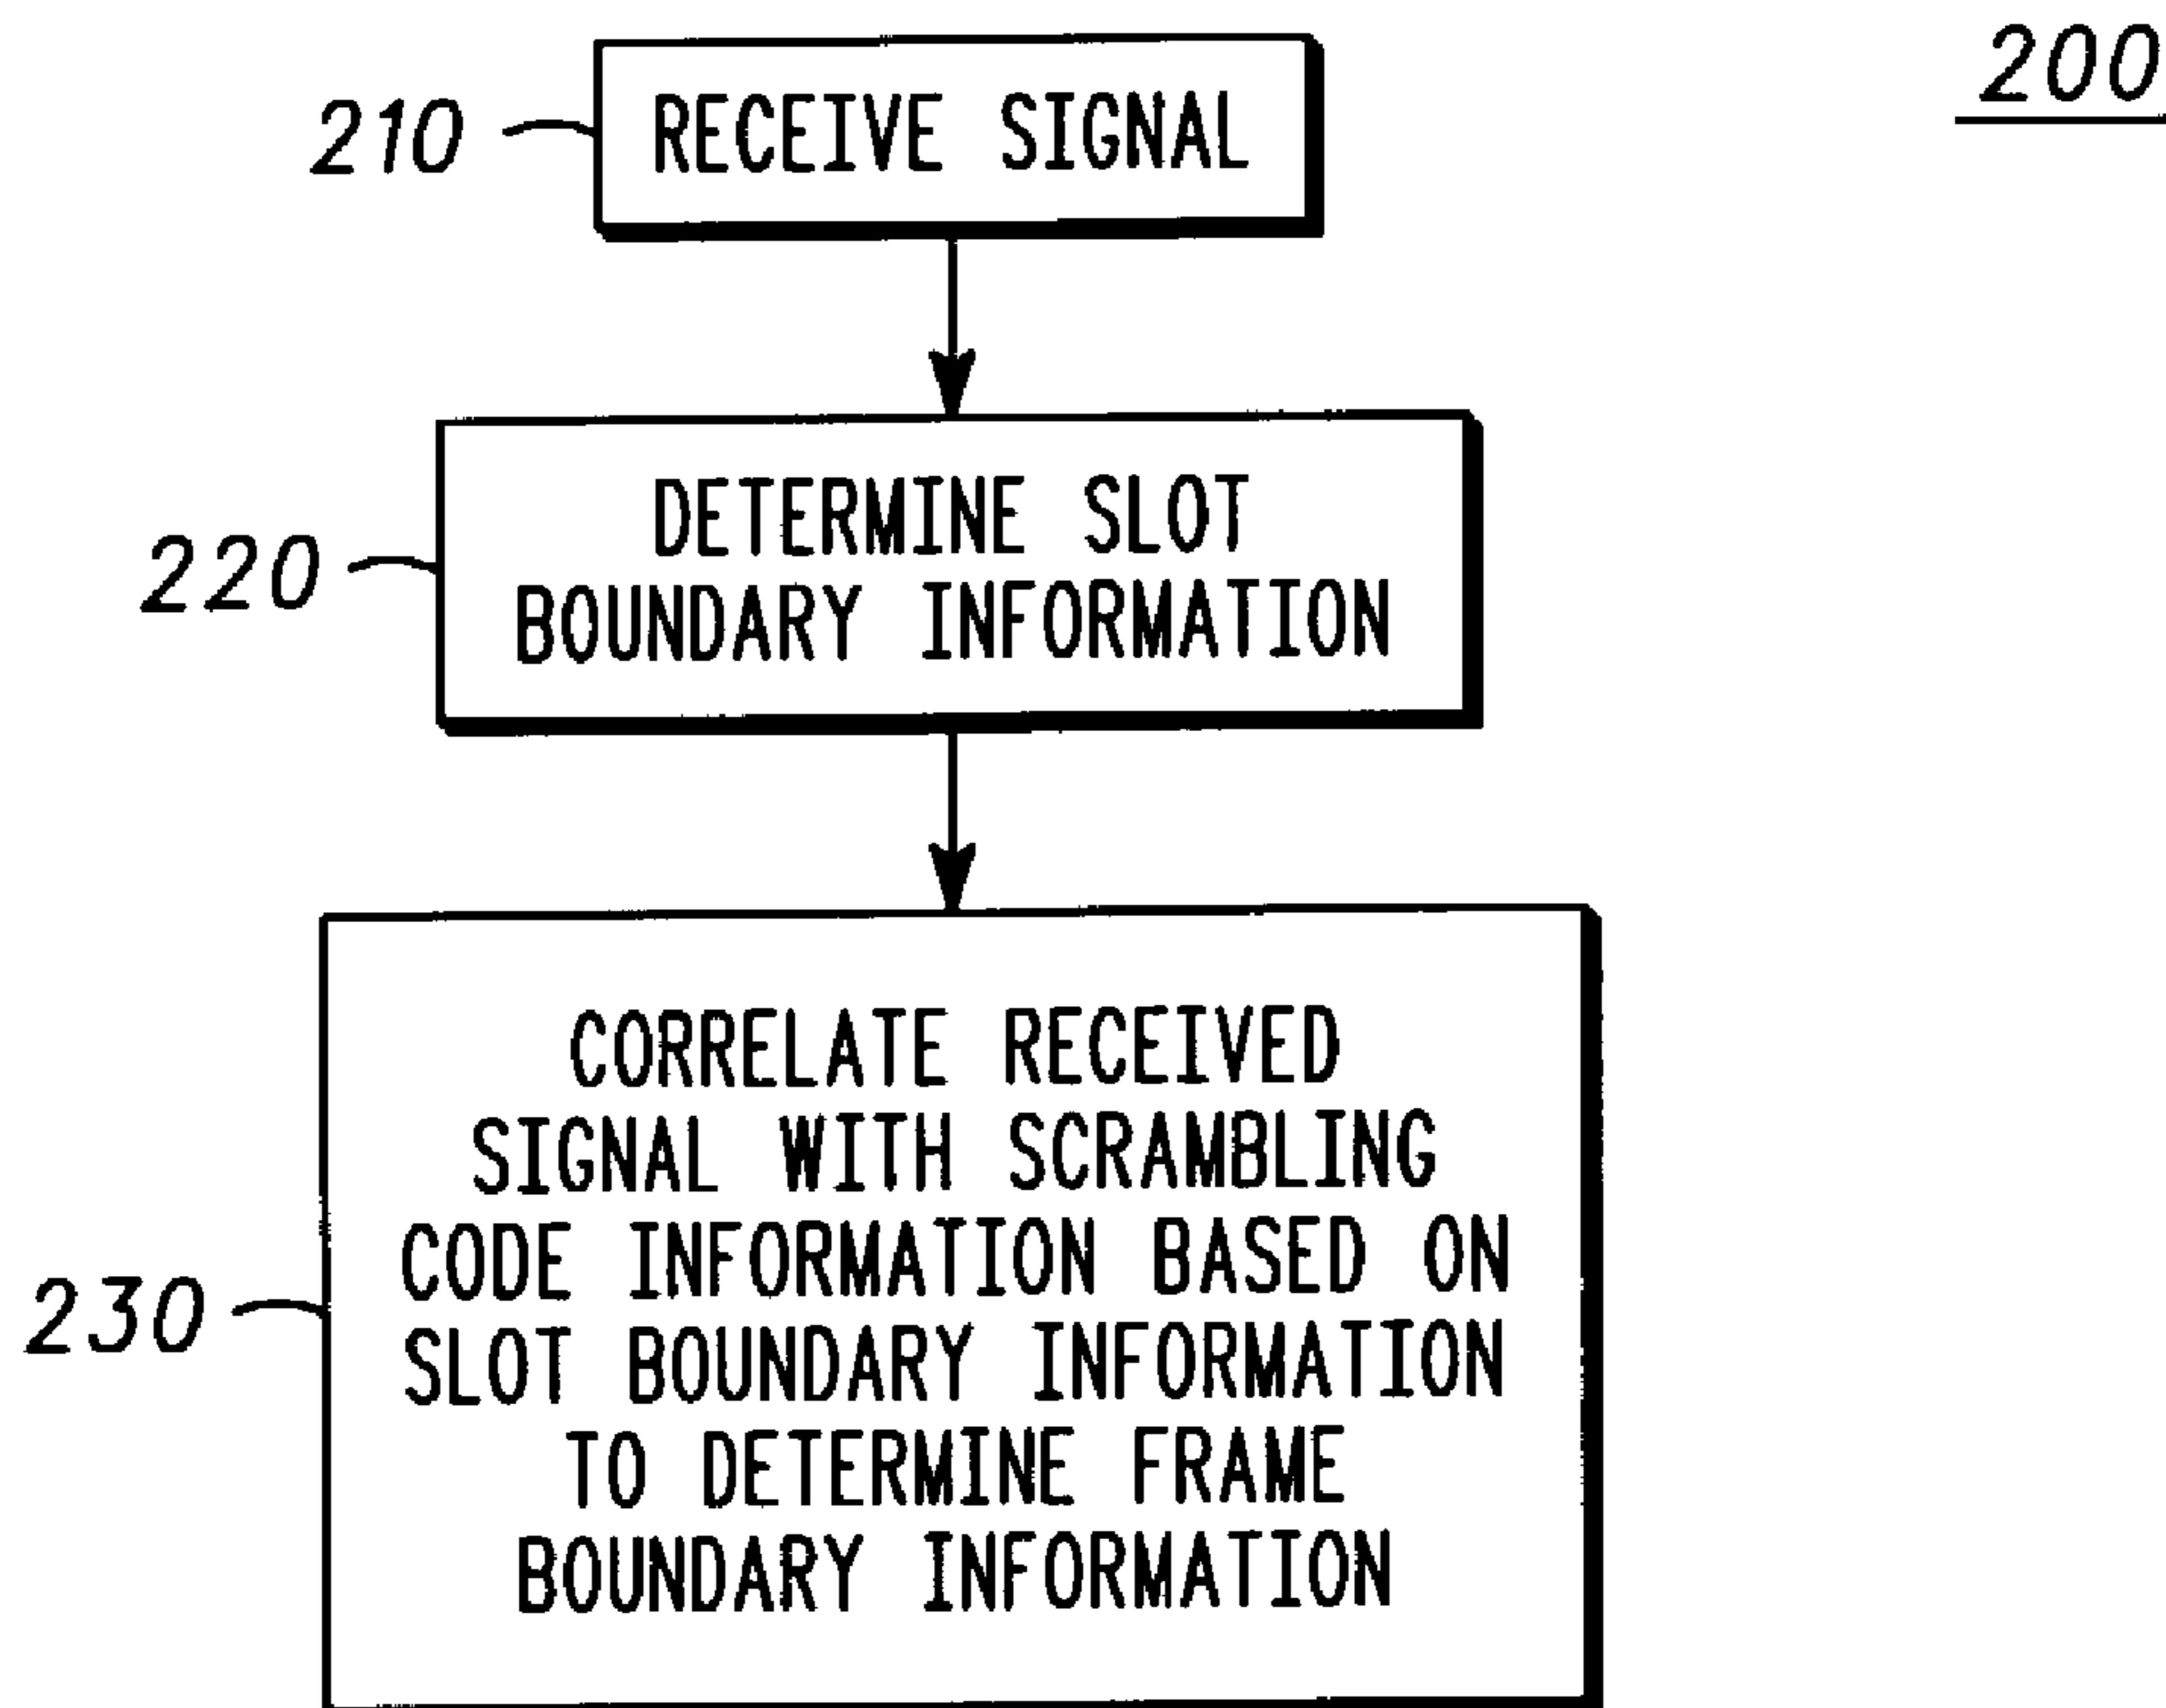 200
210
RECEIVE SIGNAL
220
DETERMINE SLOT
BOUNDARY INFORMATION
230
CORRELATE RECEIVED
SIGNAL WITH SCRAMBLING
CODE INFORMATION BASED ON
SLOT BOUNDARY INFORMATION
TO DETERMINE FRAME
BOUNDARY INFORMATION